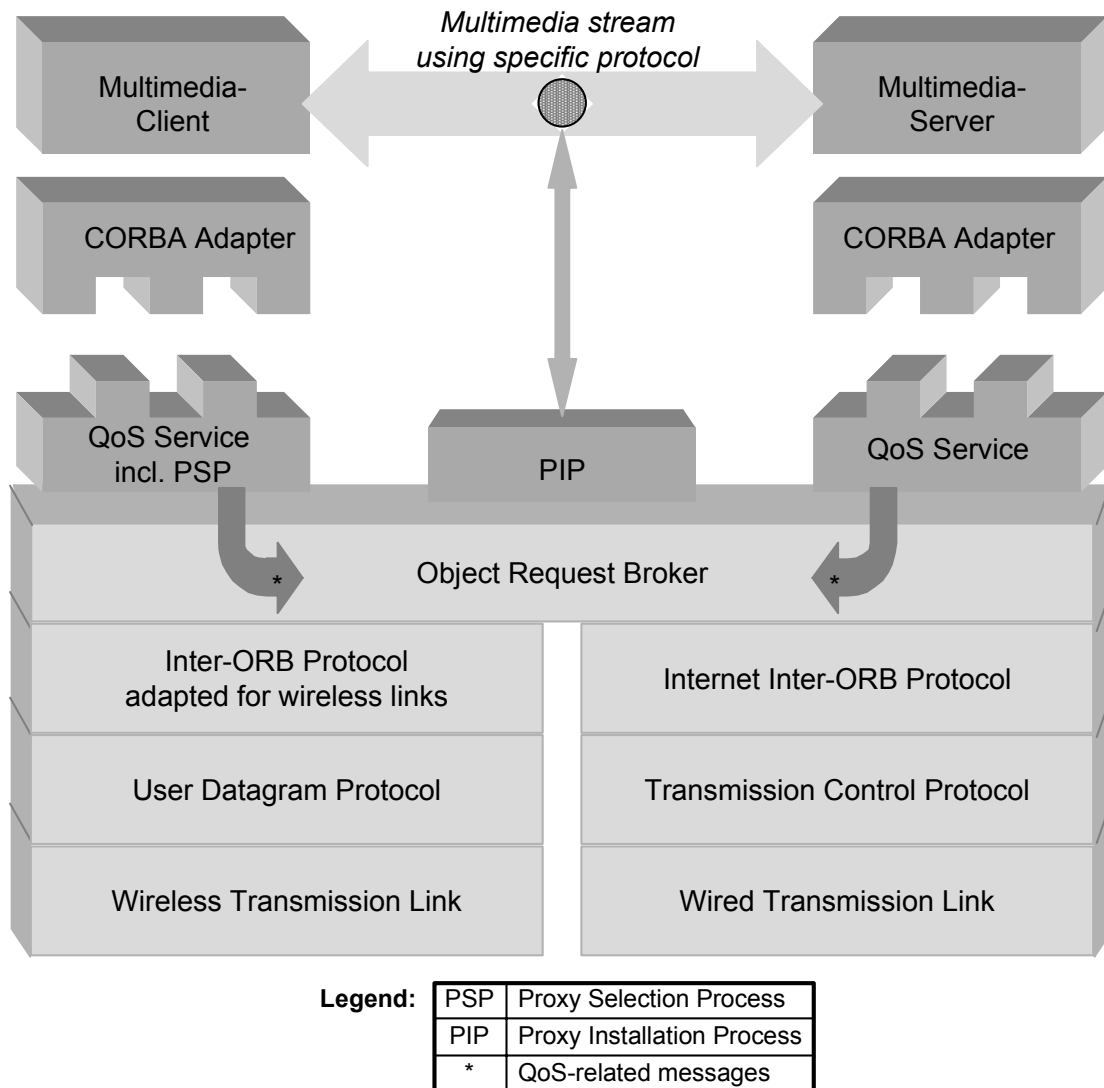 Multimedia stream
using specific protocol
Multimedia-
Client
Multimedia-
Server
CORBA Adapter
CORBA Adapter
QoS Service
incl. PSP
PIP
QoS Service
*
Object Request Broker
*
Inter-ORB Protocol
adapted for wireless links
Internet Inter-ORB Protocol
User Datagram Protocol
Transmission Control Protocol
Wireless Transmission Link
Wired Transmission Link
Legend:
PSP Proxy Selection Process
PIP Proxy Installation Process
* QoS-related messages